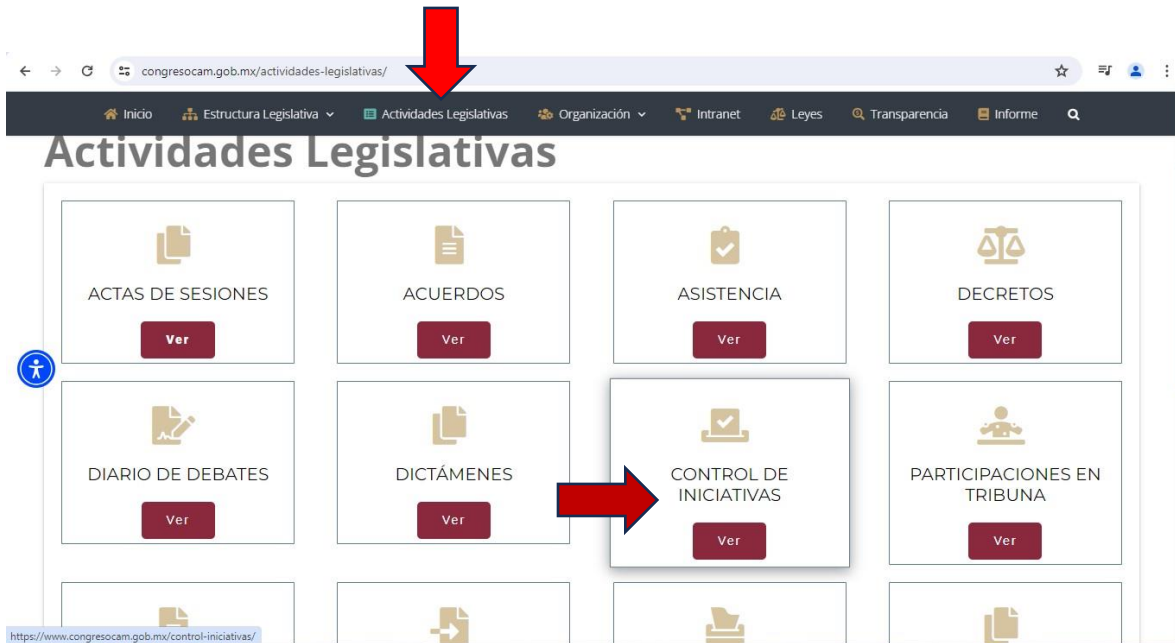 congresocam.gob.mx/actividades-legislativas/
Inicio Estructura Legislativa Actividades Legislativas Organización Intranet Leyes Transparencia Informe
Actividades Legislativas
ACTAS DE SESIONES
Ver
ACUERDOS
Ver
ASISTENCIA
Ver
DECRETOS
Ver
DIARIO DE DEBATES
Ver
DICTÁMENES
Ver
CONTROL DE
INICIATIVAS
Ver
PARTICIPACIONES EN
TRIBUNA
Ver
https://www.congresocam.gob.mx/control-iniciativas/